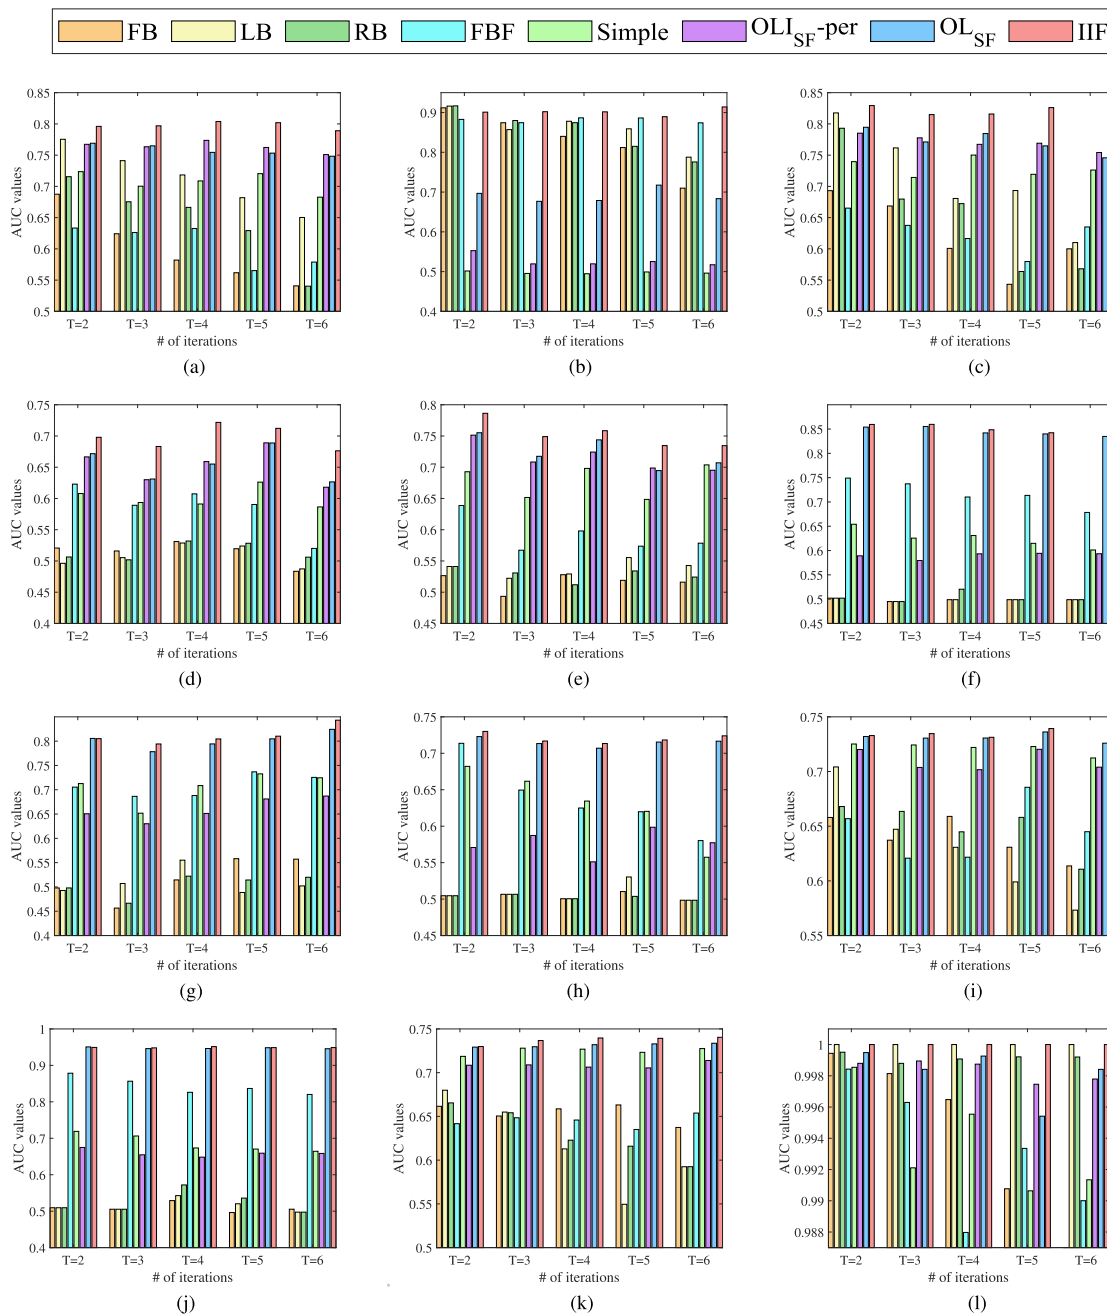 FB LB RB FBF Simple OLI_SF-per OL_SF IIF
0.85 0.8 0.75 0.7 0.65 0.6 0.55 0.5
AUC values
T=2 T=3 T=4 T=5 T=6
# of iterations
(a)
0.9 0.8 0.7 0.6 0.5 0.4
AUC values
T=2 T=3 T=4 T=5 T=6
# of iterations
(b)
0.85 0.8 0.75 0.7 0.65 0.6 0.55 0.5
AUC values
T=2 T=3 T=4 T=5 T=6
# of iterations
(c)
0.75 0.7 0.65 0.6 0.55 0.5 0.45 0.4
AUC values
T=2 T=3 T=4 T=5 T=6
# of iterations
(d)
0.8 0.75 0.7 0.65 0.6 0.55 0.5 0.45
AUC values
T=2 T=3 T=4 T=5 T=6
# of iterations
(e)
0.85 0.8 0.75 0.7 0.65 0.6 0.55 0.5 0.45
AUC values
T=2 T=3 T=4 T=5 T=6
# of iterations
(f)
0.8 0.75 0.7 0.65 0.6 0.55 0.5 0.45 0.4
AUC values
T=2 T=3 T=4 T=5 T=6
# of iterations
(g)
0.75 0.7 0.65 0.6 0.55 0.5 0.45
AUC values
T=2 T=3 T=4 T=5 T=6
# of iterations
(h)
0.75 0.7 0.65 0.6 0.55
AUC values
T=2 T=3 T=4 T=5 T=6
# of iterations
(i)
1 0.9 0.8 0.7 0.6 0.5 0.4
AUC values
T=2 T=3 T=4 T=5 T=6
# of iterations
(j)
0.75 0.7 0.65 0.6 0.55 0.5
AUC values
T=2 T=3 T=4 T=5 T=6
# of iterations
(k)
1 0.998 0.996 0.994 0.992 0.99 0.988
AUC values
T=2 T=3 T=4 T=5 T=6
# of iterations
(l)